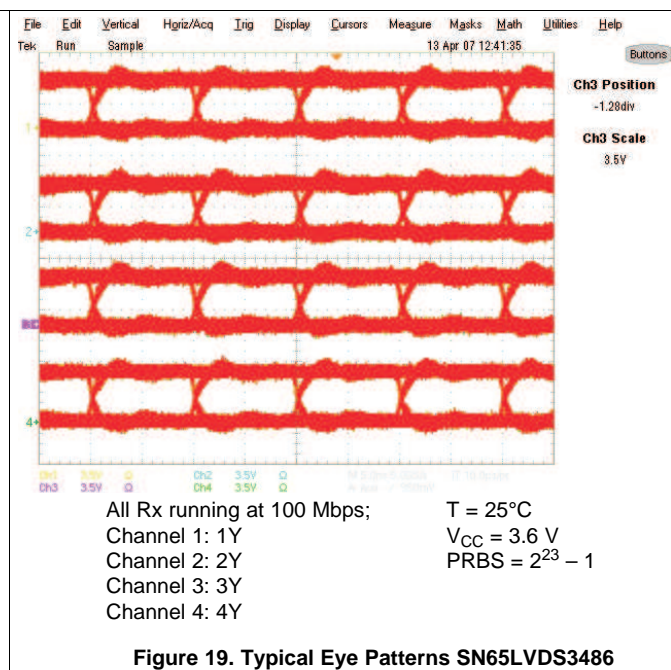 File Edit Vertical Horiz/Acq Trig Display Cursors Measure Masks Math Utilities Help
Tek Run Sample 13 Apr 07 12:41:35
Buttons
Ch3 Position
-1.28div
Ch3 Scale
3.5V
1
2
4
Ch1 3.5V Ω Ch2 3.5V Ω
Ch3 3.5V Ω Ch4 3.5V Ω
All Rx running at 100 Mbps; T = 25°C
Channel 1: 1Y V_CC = 3.6 V
Channel 2: 2Y PRBS = 2^23 – 1
Channel 3: 3Y
Channel 4: 4Y
Figure 19. Typical Eye Patterns SN65LVDS3486